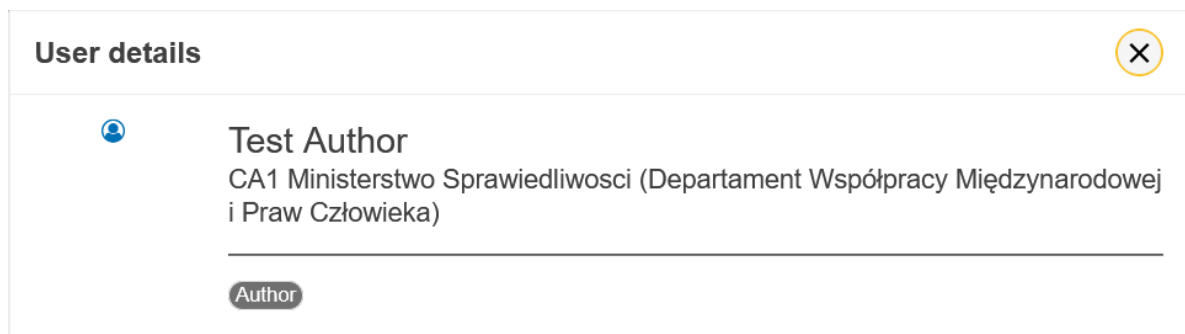 User details
Test Author
CA1 Ministerstwo Sprawiedliwosci (Departament Współpracy Międzynarodowej
i Praw Człowieka)
Author